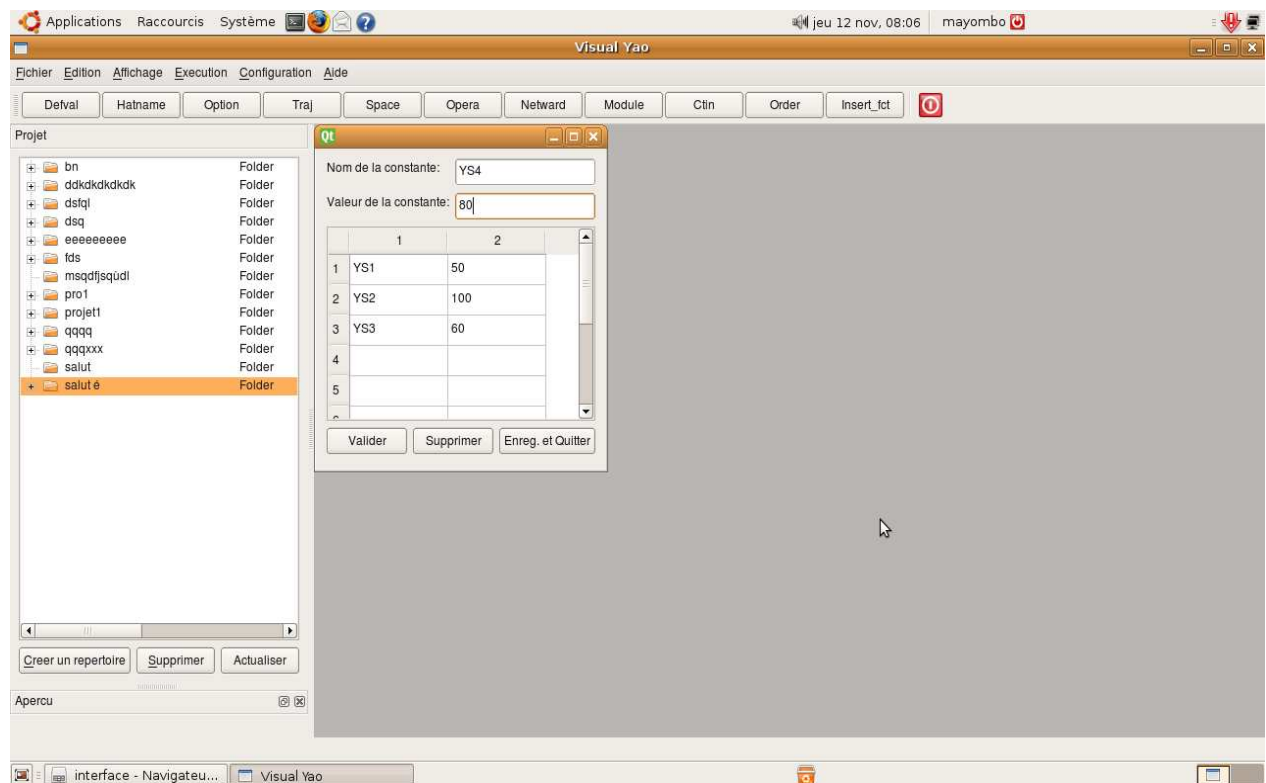 Applications Raccourcis Système jeu 12 nov, 08:06 mayombo
Visual Yao
Fichier Edition Affichage Execution Configuration Aide
Defval Hatname Option Traj Space Opera Netward Module Ctin Order Insert_fct
Projet
bn Folder
ddkdkdkdkdk Folder
dsfql Folder
dsq Folder
eeeeeeeee Folder
fds Folder
msqdfjsqùdl Folder
pro1 Folder
projet1 Folder
qqqq Folder
qqqxxx Folder
salut Folder
salut é Folder
Creer un repertoire Supprimer Actualiser
Apercu
Qt
Nom de la constante: YS4
Valeur de la constante: 80
1 2
1 YS1 50
2 YS2 100
3 YS3 60
4
5
Valider Supprimer Enreg. et Quitter
interface - Navigateu... Visual Yao